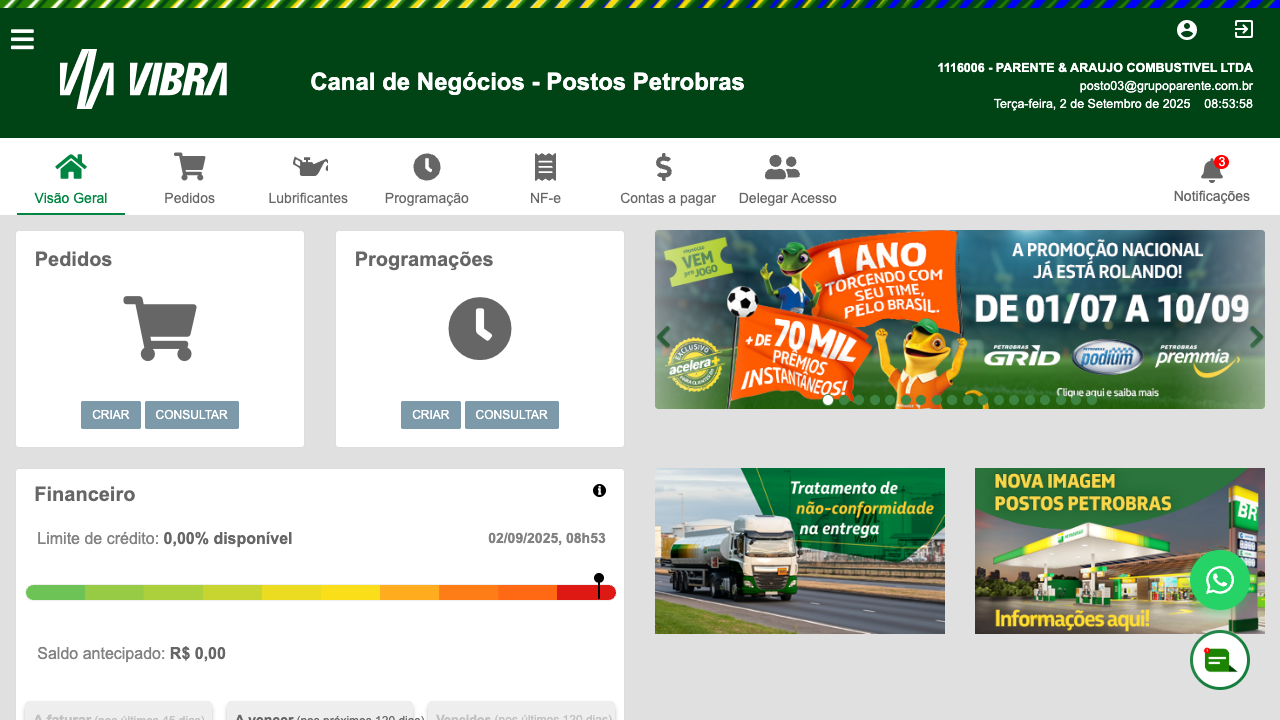 VIBRA
Canal de Negócios - Postos Petrobras
1116006 - PARENTE & ARAUJO COMBUSTIVEL LTDA
posto03@grupoparente.com.br
Terça-feira, 2 de Setembro de 2025 08:53:58
Visão Geral
Pedidos
Lubrificantes
Programação
NF-e
Contas a pagar
Delegar Acesso
3
Notificações
Pedidos
CRIAR
CONSULTAR
Programações
CRIAR
CONSULTAR
PROMOÇÃO
VEM
pro
JOGO
1 ANO
TORCENDO COM
SEU TIME,
PELO BRASIL.
+ DE 70 MIL
PRÊMIOS
INSTANTÂNEOS!
EXCLUSIVO
acelera+
A PROMOÇÃO NACIONAL
JÁ ESTÁ ROLANDO!
DE 01/07 A 10/09
PETROBRAS
GRID
PETROBRAS
podium
PETROBRAS
premmia
Clique aqui e saiba mais
Financeiro
Limite de crédito: 0,00% disponível
02/09/2025, 08h53
Saldo antecipado: R$ 0,00
A faturar (nos últimos 45 dias)
A vencer (nos próximos 120 dias)
Vencidos (nos últimos 120 dias)
Tratamento de
não-conformidade
na entrega
VIBRA
NOVA IMAGEM
POSTOS PETROBRAS
BR
Informações aqui!